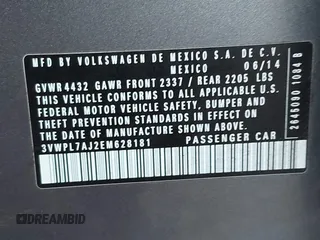 MFD BY VOLKSWAGEN DE MEXICO S.A. DE C.V.
MEXICO 06/14
GVWR 4432 GAWR FRONT 2337 / REAR 2205 LBS
THIS VEHICLE CONFORMS TO ALL APPLICABLE U.S.
FEDERAL MOTOR VEHICLE SAFETY, BUMPER, AND
THEFT PREVENTION STANDARDS IN EFFECT ON
THE DATE OF MANUFACTURE SHOWN ABOVE
3VWPL7AJ2EM628181 PASSENGER CAR
2045090 1084 B
DREAMBID